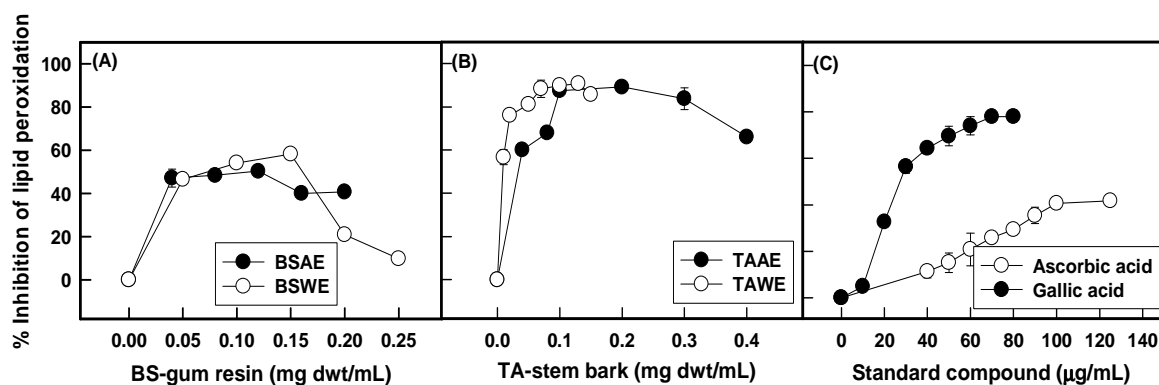 % Inhibition of lipid peroxidation
100
80
60
40
20
0
(A)
BSAE
BSWE
0.00 0.05 0.10 0.15 0.20 0.25
BS-gum resin (mg dwt/mL)
(B)
TAAE
TAWE
0.0 0.1 0.2 0.3 0.4
TA-stem bark (mg dwt/mL)
(C)
Ascorbic acid
Gallic acid
0 20 40 60 80 100 120 140
Standard compound (µg/mL)